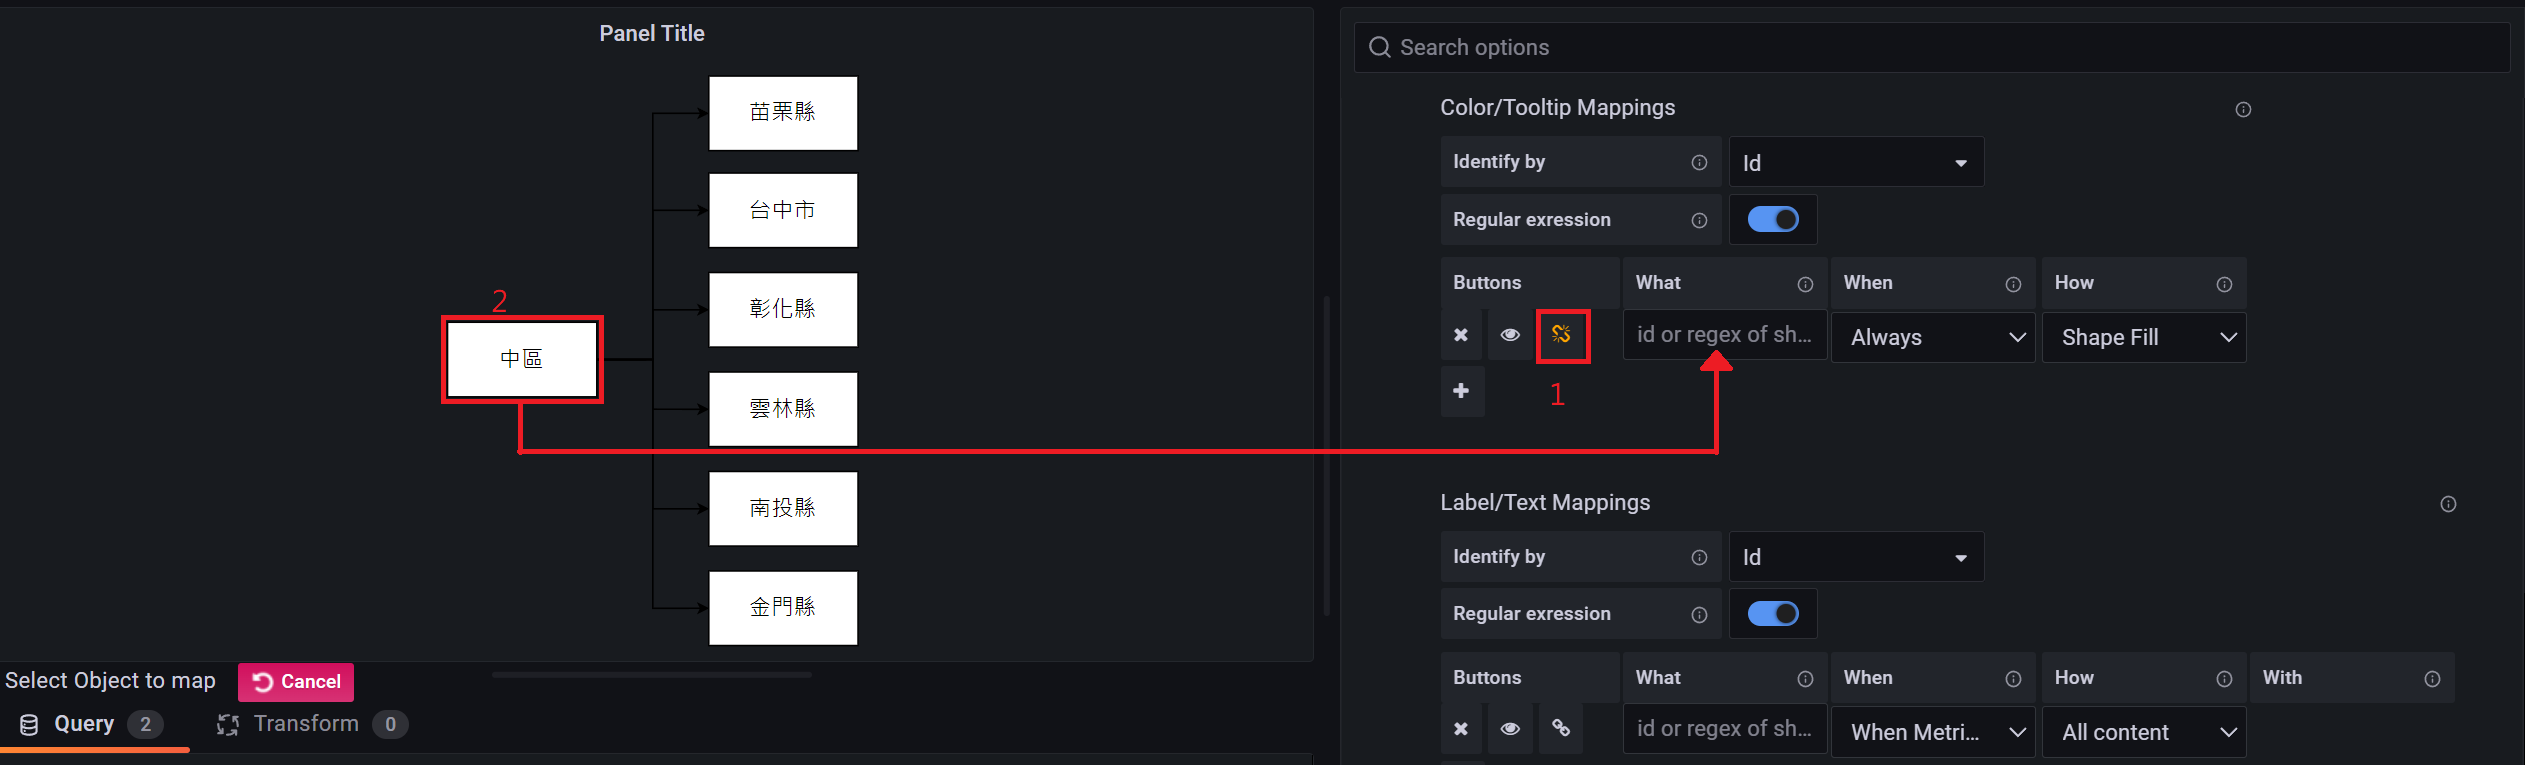 Panel Title
苗栗縣
台中市
彰化縣
2
中區
雲林縣
南投縣
金門縣
Select Object to map
Cancel
Query 2
Transform 0
Search options
Color/Tooltip Mappings
Identify by
Id
Regular exression
Buttons
What
When
How
id or regex of sh...
Always
Shape Fill
1
Label/Text Mappings
Identify by
Id
Regular exression
Buttons
What
When
How
With
id or regex of sh...
When Metri...
All content